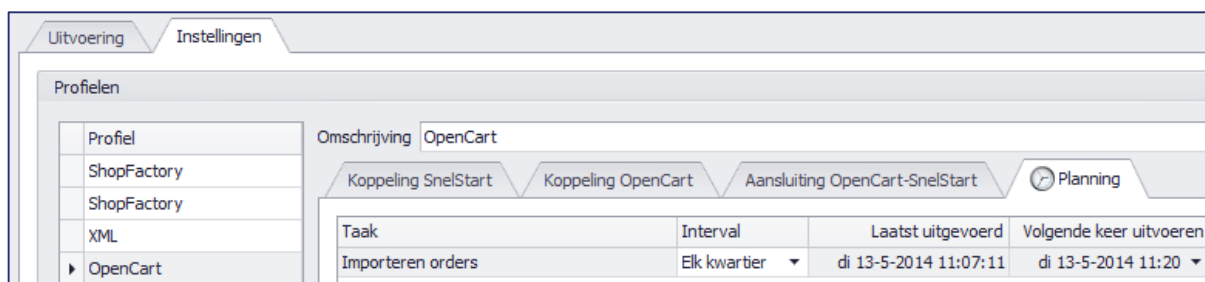 Uitvoering Instellingen
Profielen
Profiel
ShopFactory
ShopFactory
XML
OpenCart
Omschrijving OpenCart
Koppeling SnelStart Koppeling OpenCart Aansluiting OpenCart-SnelStart Planning
Taak Interval Laatst uitgevoerd Volgende keer uitvoeren
Importeren orders Elk kwartier di 13-5-2014 11:07:11 di 13-5-2014 11:20